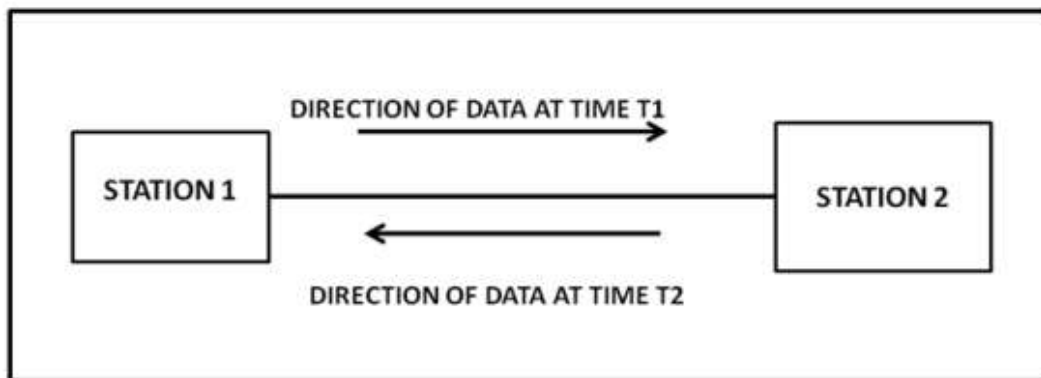 DIRECTION OF DATA AT TIME T1
STATION 1
STATION 2
DIRECTION OF DATA AT TIME T2